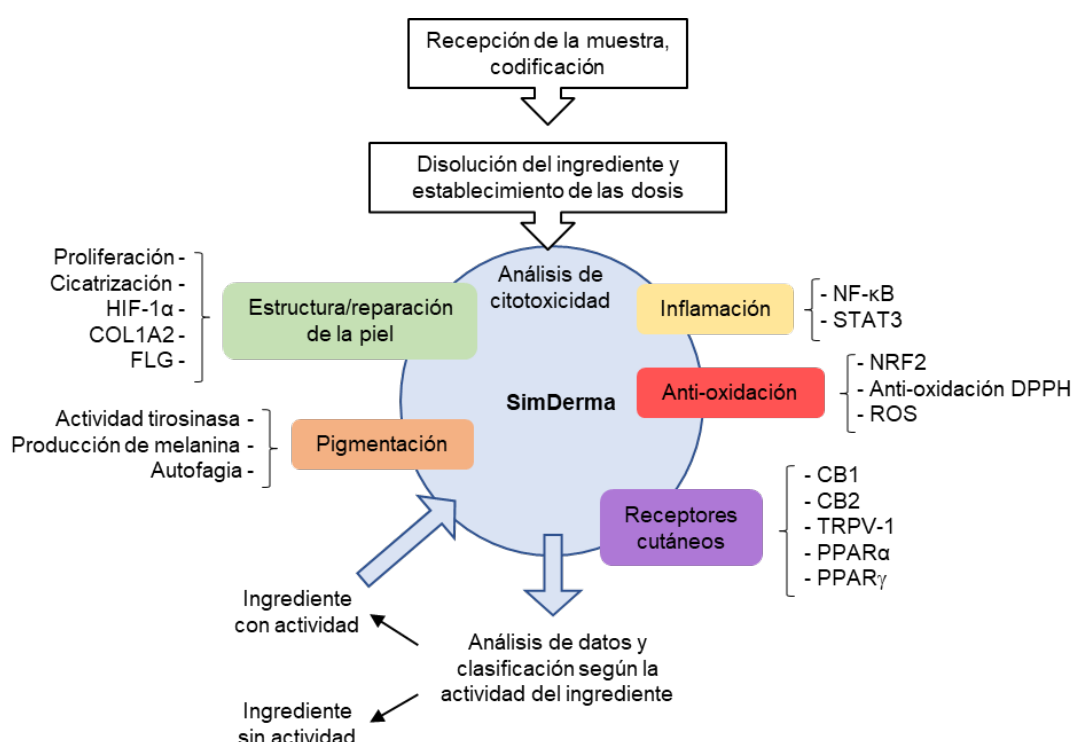 Recepción de la muestra,
codificación
Disolución del ingrediente y
establecimiento de las dosis
Análisis de
citotoxicidad
SimDerma
Proliferación -
Cicatrización -
HIF-1α -
COL1A2 -
FLG -
Estructura/reparación
de la piel
Actividad tirosinasa -
Producción de melanina -
Autofagia -
Pigmentación
Inflamación
- NF-κB
- STAT3
Anti-oxidación
- NRF2
- Anti-oxidación DPPH
- ROS
Receptores
cutáneos
- CB1
- CB2
- TRPV-1
- PPARα
- PPARγ
Ingrediente
con actividad
Análisis de datos y
clasificación según la
actividad del ingrediente
Ingrediente
sin actividad